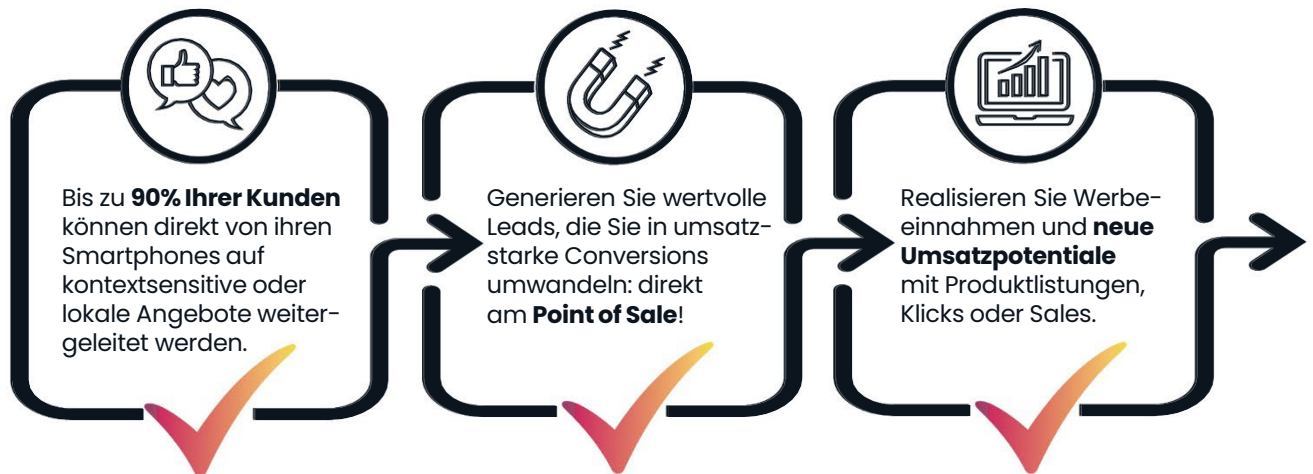 Bis zu 90% Ihrer Kunden
können direkt von ihren
Smartphones auf
kontextsensitive oder
lokale Angebote weiter-
geleitet werden.
Generieren Sie wertvolle
Leads, die Sie in umsatz-
starke Conversions
umwandeln: direkt
am Point of Sale!
Realisieren Sie Werbe-
einnahmen und neue
Umsatzpotentiale
mit Produktlistungen,
Klicks oder Sales.